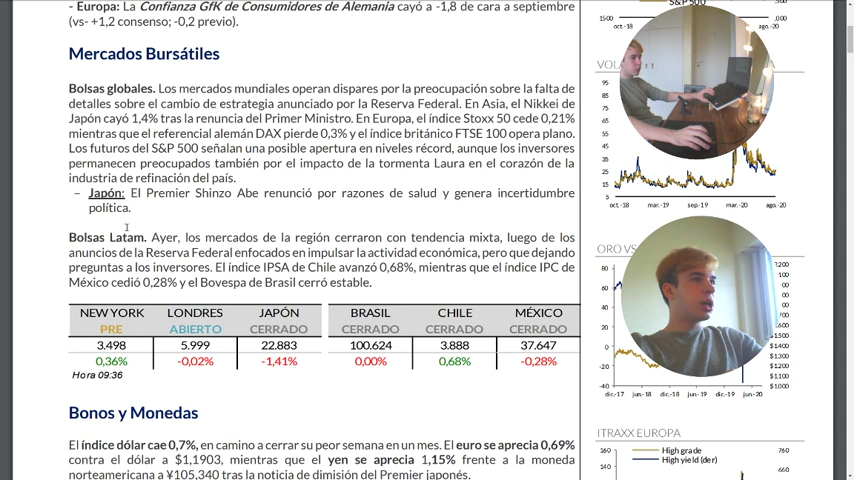 - Europa: La Confianza GfK de Consumidores de Alemania cayó a -1,8 de cara a septiembre
(vs- +1,2 consenso; -0,2 previo).
Mercados Bursátiles
Bolsas globales. Los mercados mundiales operan dispares por la preocupación sobre la falta de
detalles sobre el cambio de estrategia anunciado por la Reserva Federal. En Asia, el Nikkei de
Japón cayó 1,4% tras la renuncia del Primer Ministro. En Europa, el índice Stoxx 50 cede 0,21%
mientras que el referencial alemán DAX pierde 0,3% y el índice británico FTSE 100 opera plano.
Los futuros del S&P 500 señalan una posible apertura en niveles récord, aunque los inversores
permanecen preocupados también por el impacto de la tormenta Laura en el corazón de la
industria de refinación del país.
– Japón: El Premier Shinzo Abe renunció por razones de salud y genera incertidumbre
política.
Bolsas Latam. Ayer, los mercados de la región cerraron con tendencia mixta, luego de los
anuncios de la Reserva Federal enfocados en impulsar la actividad económica, pero que dejando
preguntas a los inversores. El índice IPSA de Chile avanzó 0,68%, mientras que el índice IPC de
México cedió 0,28% y el Bovespa de Brasil cerró estable.
NEW YORK LONDRES JAPÓN BRASIL CHILE MÉXICO
PRE ABIERTO CERRADO CERRADO CERRADO CERRADO
3.498 5.999 22.883 100.624 3.888 37.647
0,36% -0,02% -1,41% 0,00% 0,68% -0,28%
Hora 09:36
Bonos y Monedas
El índice dólar cae 0,7%, en camino a cerrar su peor semana en un mes. El euro se aprecia 0,69%
contra el dólar a $1,1903, mientras que el yen se aprecia 1,15% frente a la moneda
norteamericana a ¥105,340 tras la noticia de dimisión del Premier japonés.
S&P 500
1500
oct.-18 ago.-20
95
85
75
65
55
45
35
25
15
5
oct.-18 mar.-19 sep.-19 mar.-20 ago.-20
ORO VS
80
60
40
20
0
-20
-40
$1200
$1100
$1000
dic.-17 jun.-18 dic.-18 jun.-19 dic.-19 jun.-20
ITRAXX EUROPA
High grade
High yield (der)
160
140
760
660